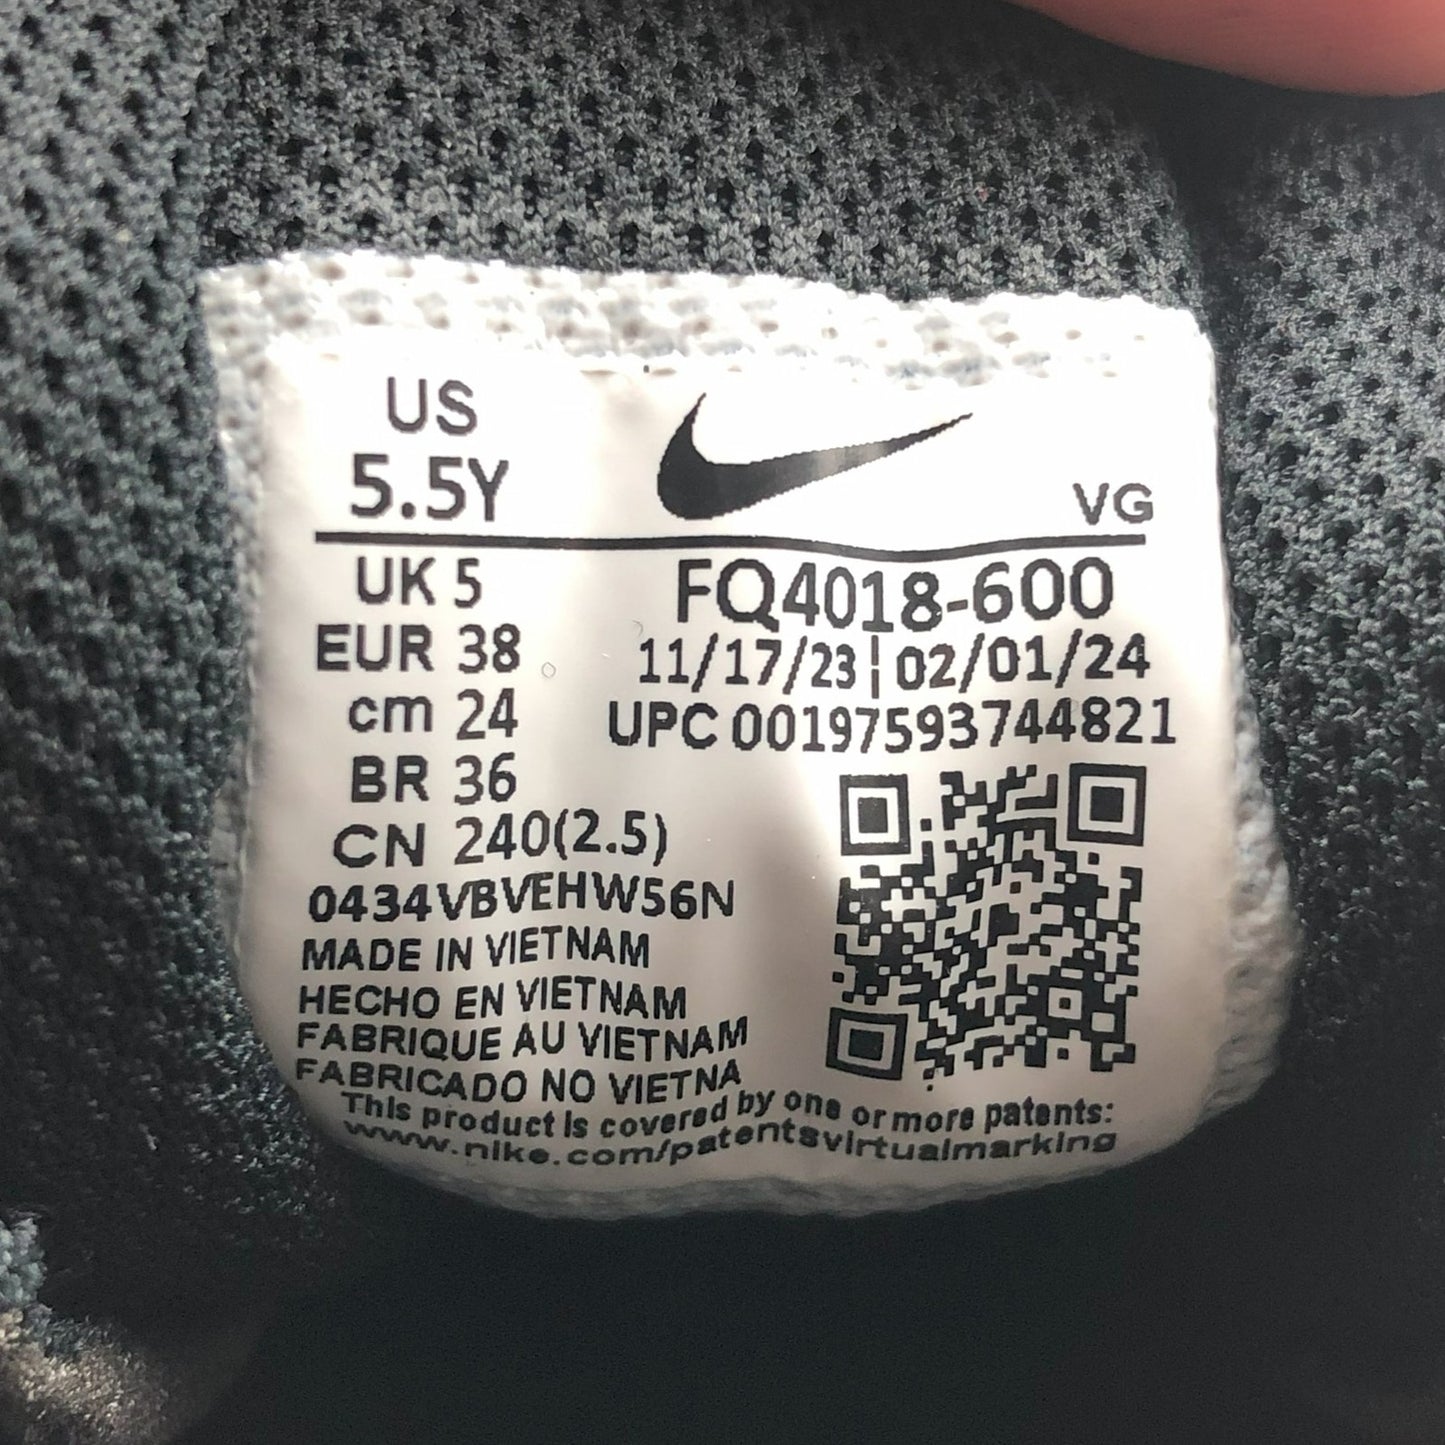 US
5.5Y
VG
UK 5
EUR 38
cm 24
BR 36
CN 240(2.5)
FQ4018-600
11/17/23 | 02/01/24
UPC 00197593744821
0434VBVEHW56N
MADE IN VIETNAM
HECHO EN VIETNAM
FABRIQUE AU VIETNAM
FABRICADO NO VIETNA
This product is covered by one or more patents:
www.nike.com/patentsvirtualmarking